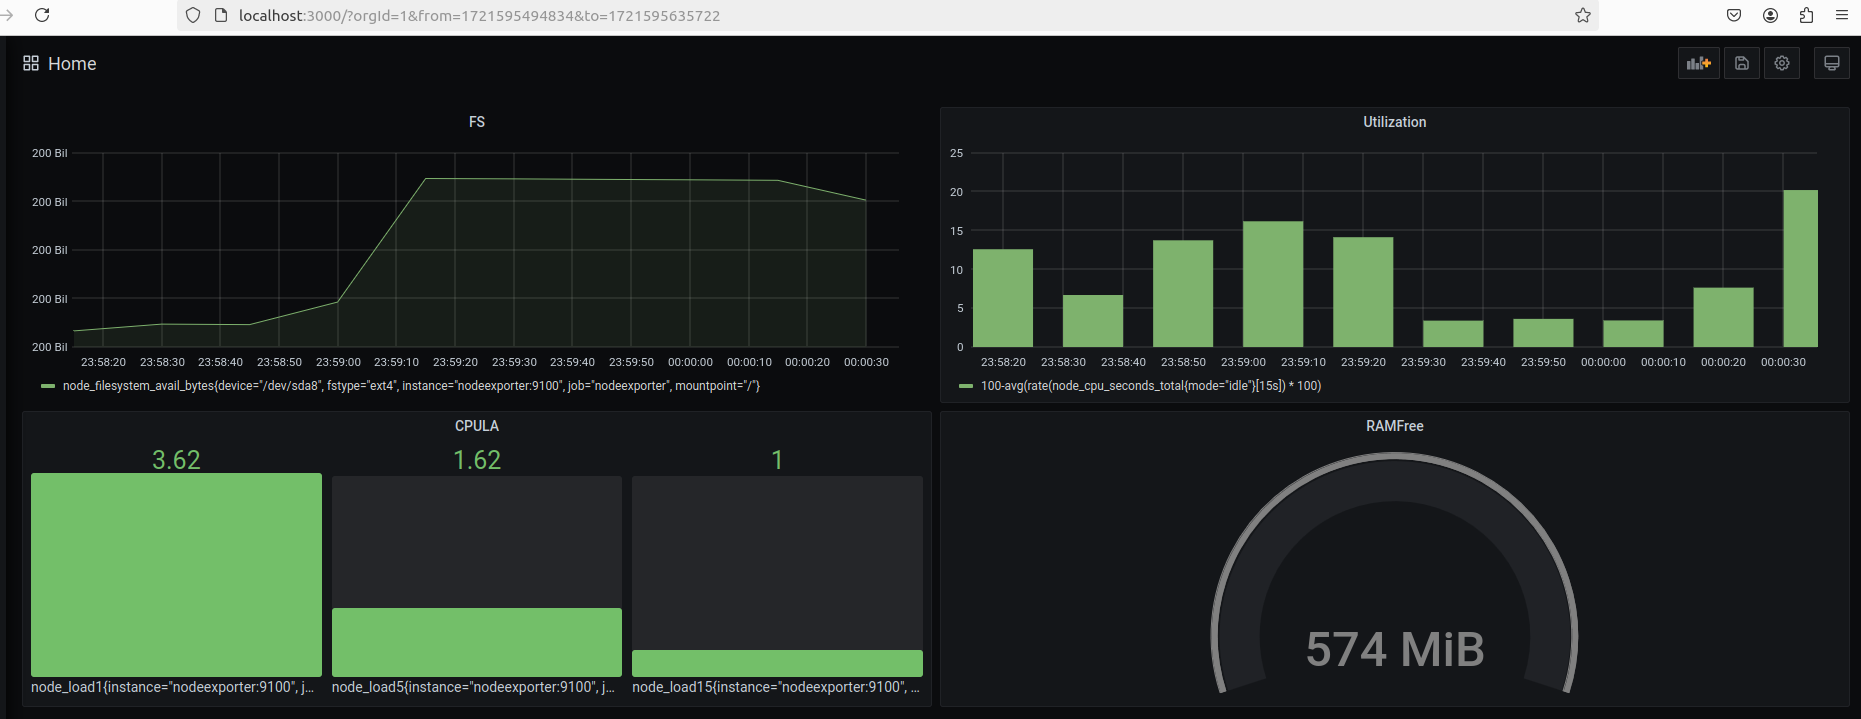 localhost:3000/?orgId=1&from=1721595494834&to=1721595635722
Home
FS
200 Bil
200 Bil
200 Bil
200 Bil
200 Bil
23:58:20 23:58:30 23:58:40 23:58:50 23:59:00 23:59:10 23:59:20 23:59:30 23:59:40 23:59:50 00:00:00 00:00:10 00:00:20 00:00:30
node_filesystem_avail_bytes{device="/dev/sda8", fstype="ext4", instance="nodeexporter:9100", job="nodeexporter", mountpoint="/"}
Utilization
25
20
15
10
5
0
23:58:20 23:58:30 23:58:40 23:58:50 23:59:00 23:59:10 23:59:20 23:59:30 23:59:40 23:59:50 00:00:00 00:00:10 00:00:20 00:00:30
100-avg(rate(node_cpu_seconds_total{mode="idle"}[15s]) * 100)
CPULA
3.62 1.62 1
node_load1{instance="nodeexporter:9100", j... node_load5{instance="nodeexporter:9100", j... node_load15{instance="nodeexporter:9100", ...
RAMFree
574 MiB